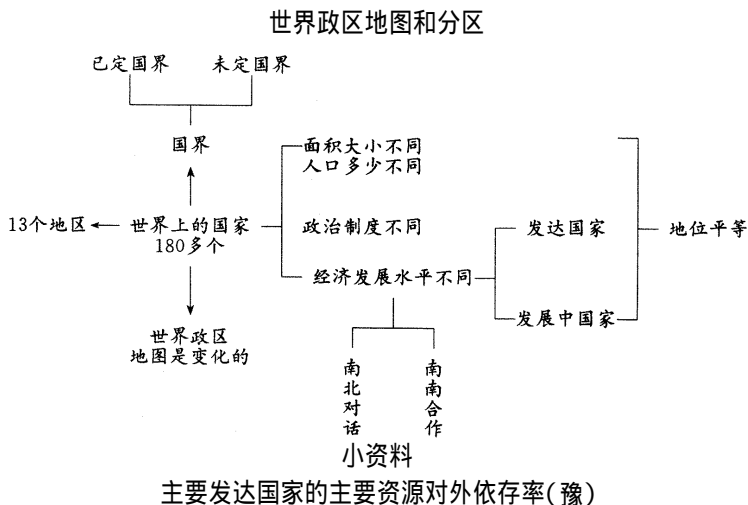 世界政区地图和分区
已定国界 未定国界
国界
面积大小不同
人口多少不同
13个地区 世界上的国家 政治制度不同 发达国家 地位平等
180多个
经济发展水平不同
发展中国家
世界政区
地图是变化的
南北对话 南南合作
小资料
主要发达国家的主要资源对外依存率(豫)